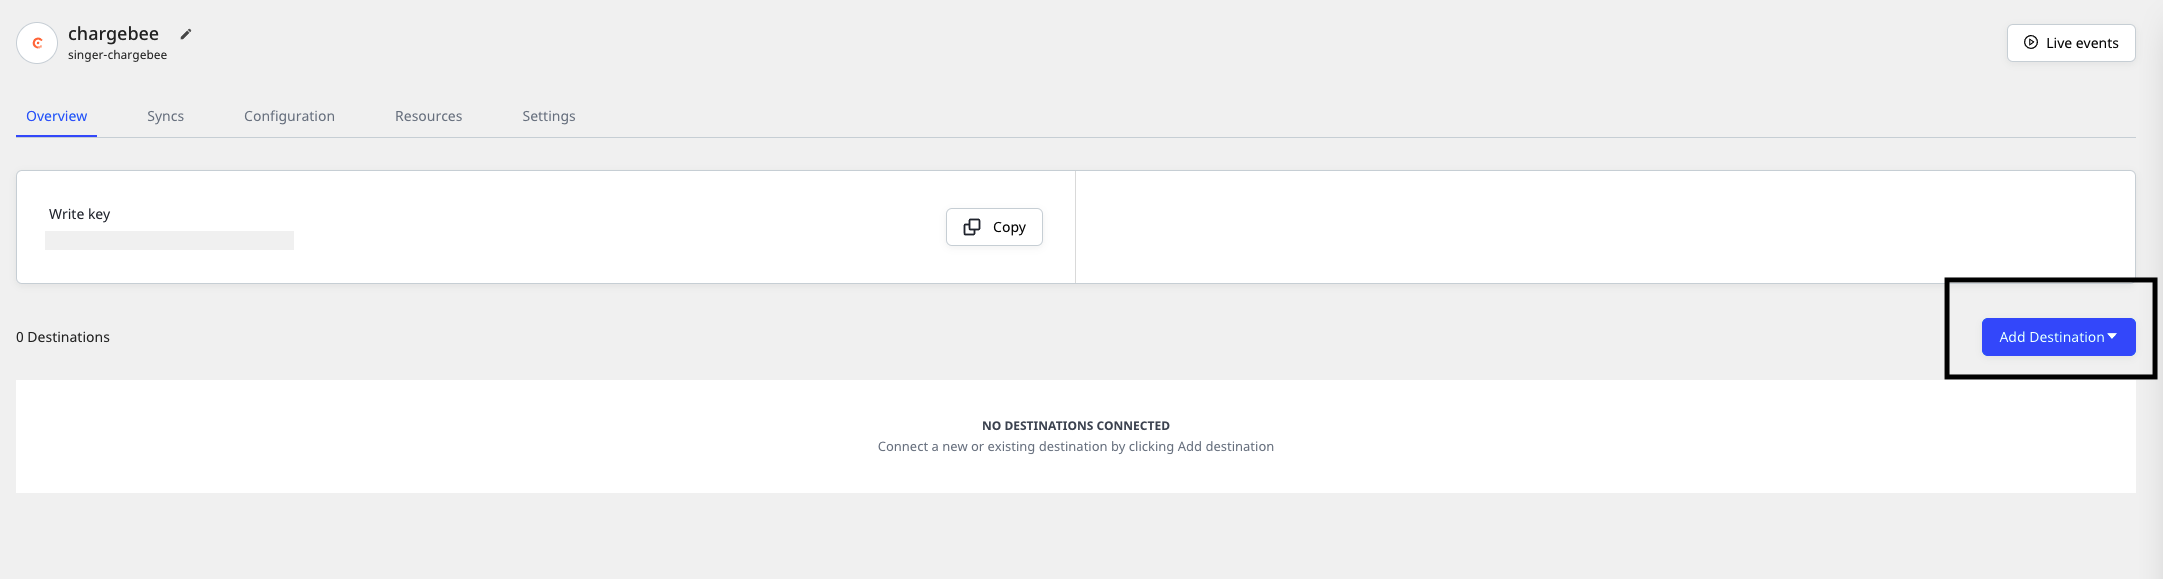 chargebee
singer-chargebee
Live events
Overview Syncs Configuration Resources Settings
Write key
Copy
0 Destinations
Add Destination
NO DESTINATIONS CONNECTED
Connect a new or existing destination by clicking Add destination